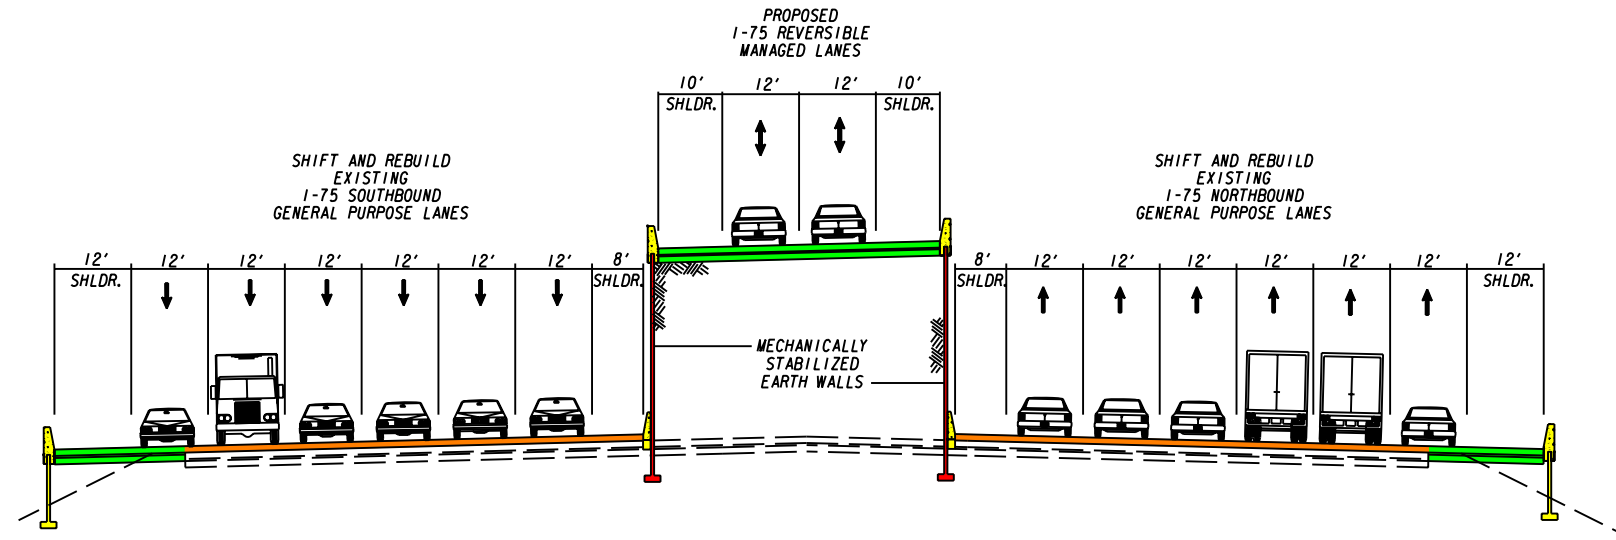 PROPOSED
I-75 REVERSIBLE
MANAGED LANES
10' 12' 12' 10'
SHLDR. SHLDR.
SHIFT AND REBUILD
EXISTING
I-75 SOUTHBOUND
GENERAL PURPOSE LANES
SHIFT AND REBUILD
EXISTING
I-75 NORTHBOUND
GENERAL PURPOSE LANES
12' 12' 12' 12' 12' 12' 12' 8'
SHLDR. SHLDR.
8' 12' 12' 12' 12' 12' 12' 12'
SHLDR. SHLDR.
MECHANICALLY
STABILIZED
EARTH WALLS